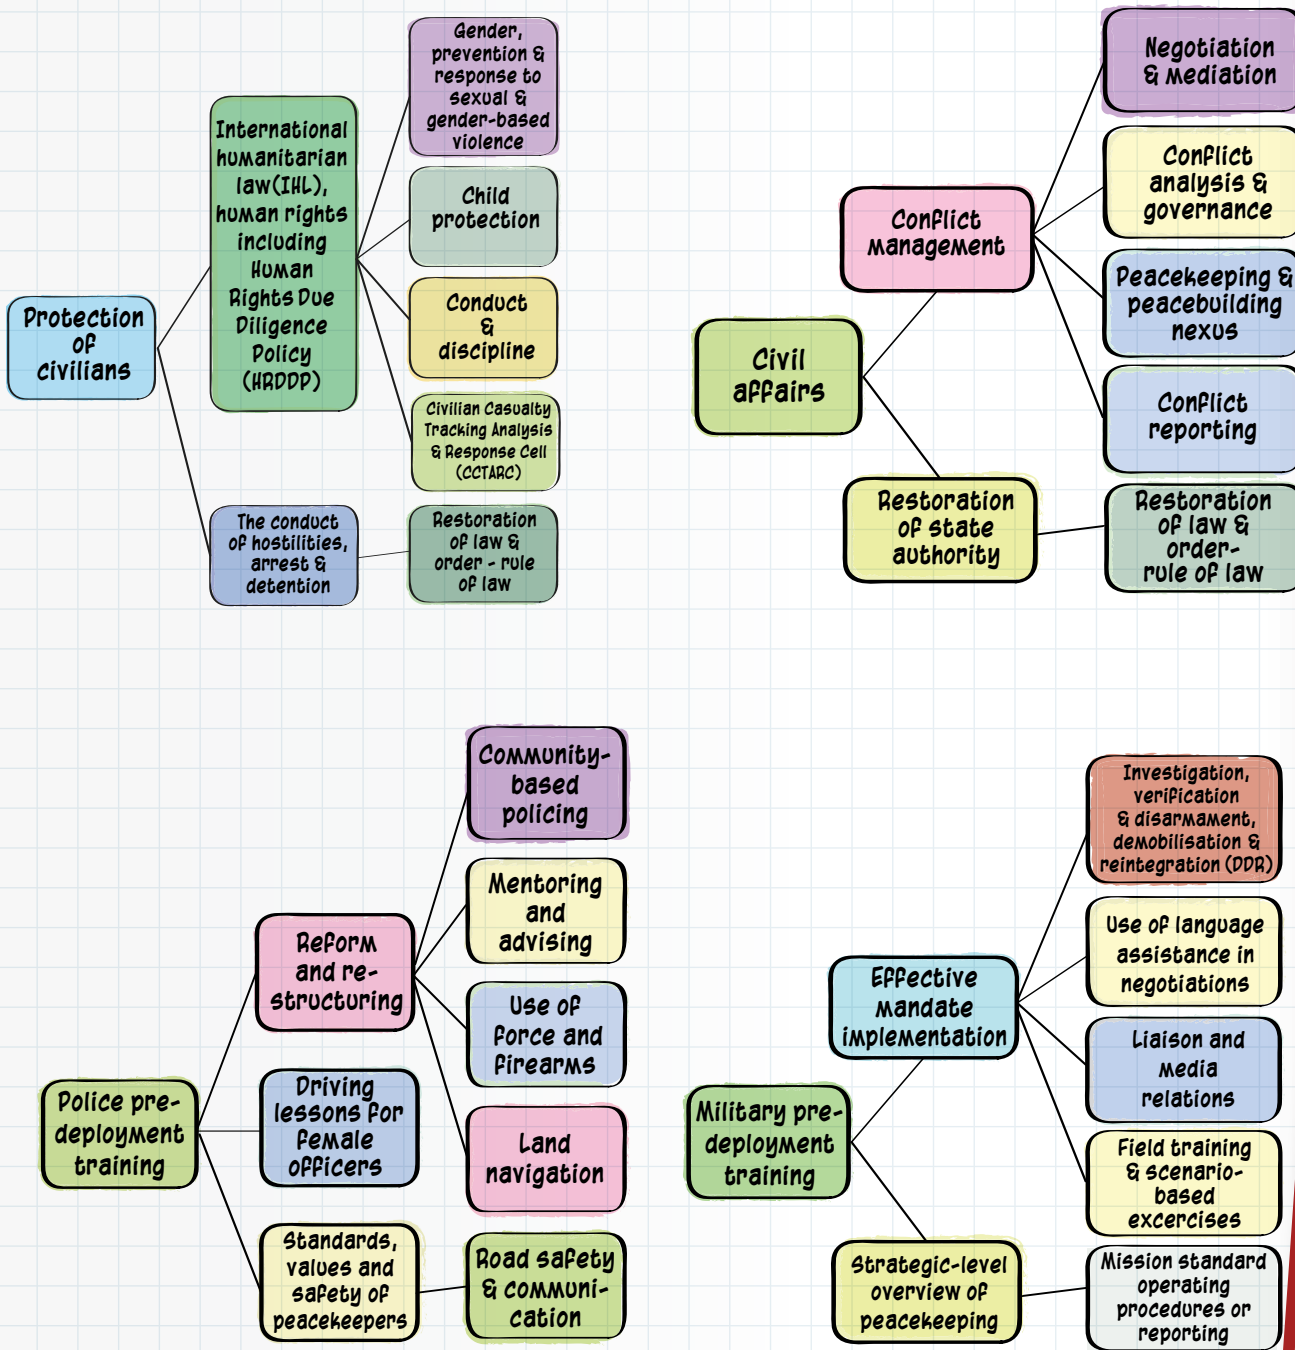 Protection
of
civilians
International
humanitarian
law(IHL),
human rights
including
Human
Rights Due
Diligence
Policy
(HRDDP)
Gender,
prevention &
response to
sexual &
gender-based
violence
Child
protection
Conduct
&
discipline
Civilian Casualty
Tracking Analysis
& Response Cell
(CCTARC)
The conduct
of hostilities,
arrest &
detention
Restoration
of law &
order - rule
of law
Civil
affairs
Conflict
management
Negotiation
& mediation
Conflict
analysis &
governance
Peacekeeping &
peacebuilding
nexus
Conflict
reporting
Restoration
of state
authority
Restoration
of law &
order-
rule of law
Police pre-
deployment
training
Reform
and re-
structuring
Community-
based
policing
Mentoring
and
advising
Use of
force and
firearms
Land
navigation
Driving
lessons for
female
officers
Standards,
values and
safety of
peacekeepers
Road safety
& communi-
cation
Military pre-
deployment
training
Effective
mandate
implementation
Investigation,
verification
& disarmament,
demobilisation &
reintegration (DDR)
Use of language
assistance in
negotiations
Liaison and
media
relations
Field training
& scenario-
based
excercises
Strategic-level
overview of
peacekeeping
Mission standard
operating
procedures or
reporting